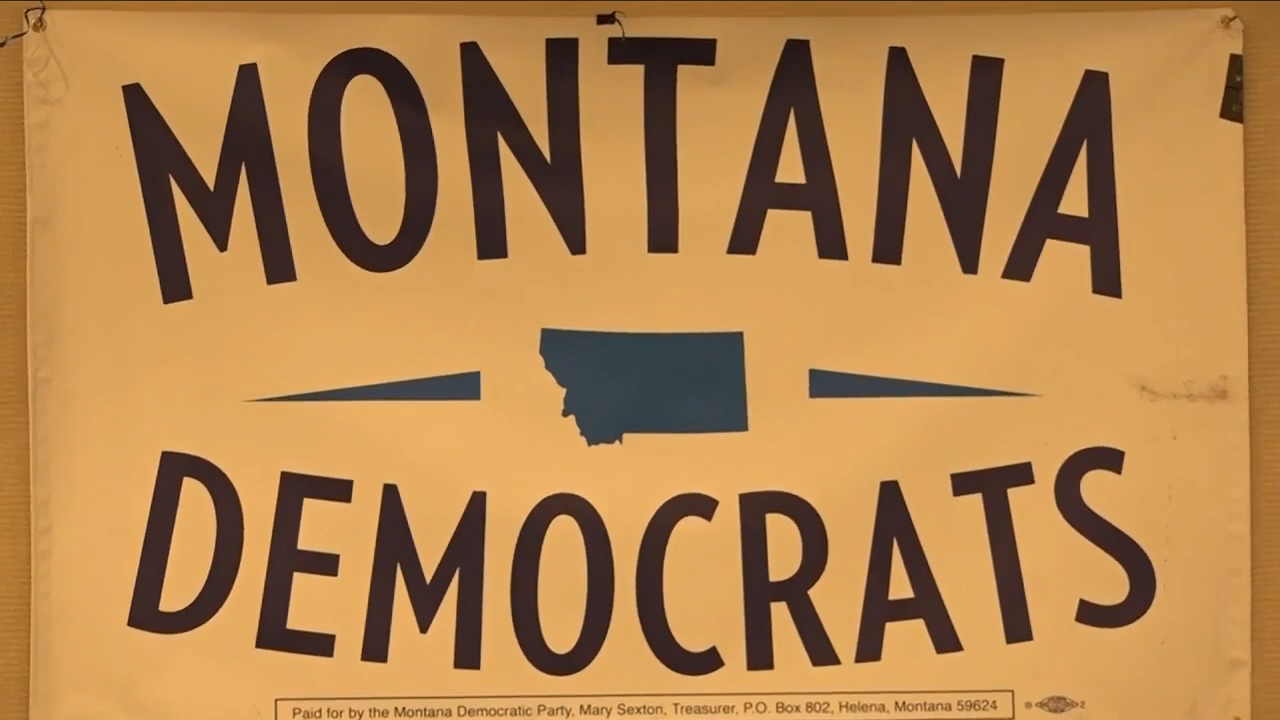 MONTANA
DEMOCRATS
Paid for by the Montana Democratic Party, Mary Sexton, Treasurer, P.O. Box 802, Helena, Montana 59624